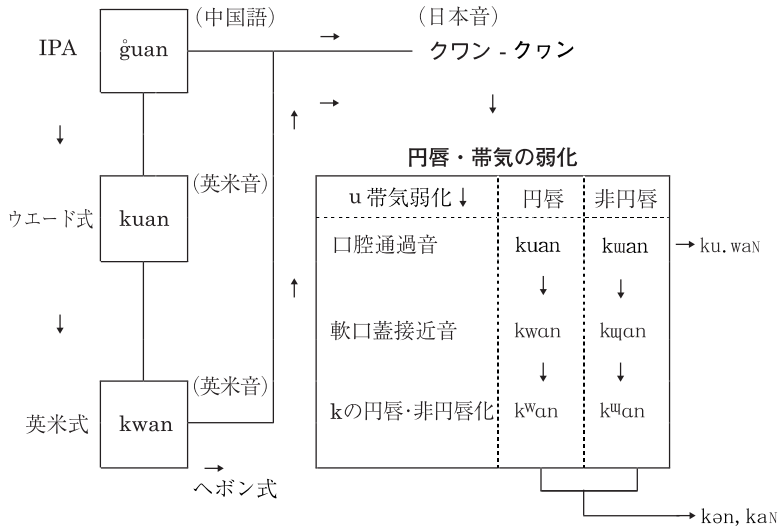 (中国語)
(日本音)
IPA
g̊uan
→
クワン - クヮン
↓
↑
→
↓
円唇・帯気の弱化
(英米音)
ウエード式
kuan
u 帯気弱化↓
円唇
非円唇
口腔通過音
kuan
kɯan
→ ku.waɴ
↓
↑
↓
↓
軟口蓋接近音
kwɑn
kɰɑn
↓
↓
(英米音)
英米式
kwan
kの円唇·非円唇化
kʷɑn
kᶭɑn
→
ヘボン式
kən, kaɴ